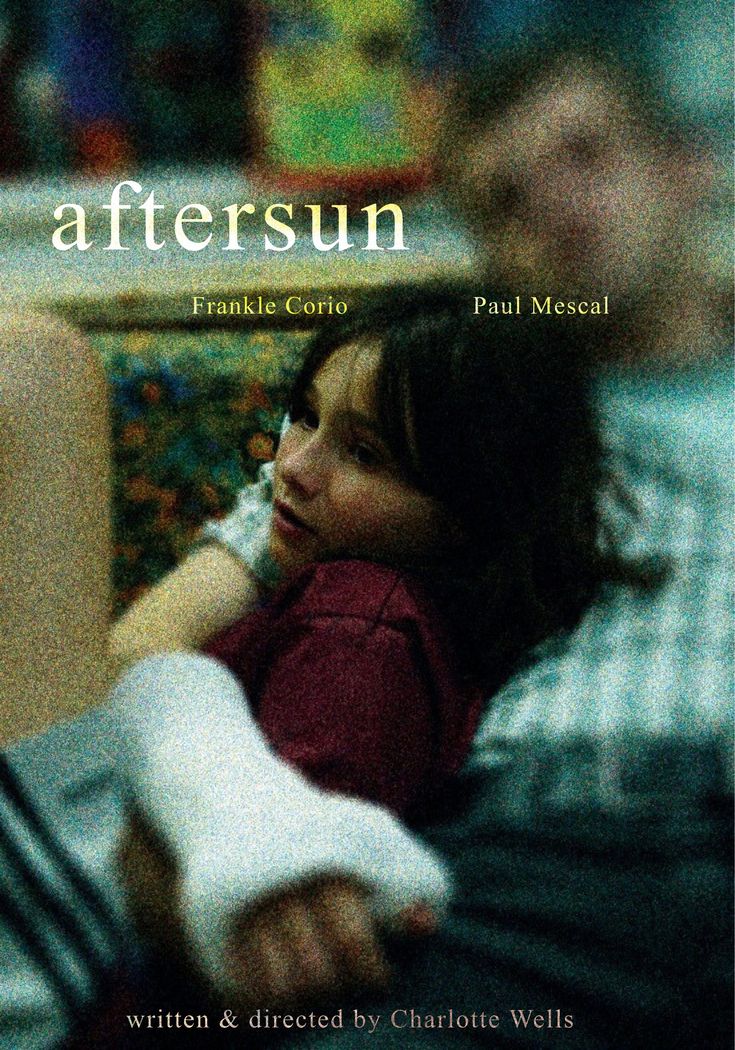 aftersun
Frankle Corio Paul Mescal
written & directed by Charlotte Wells